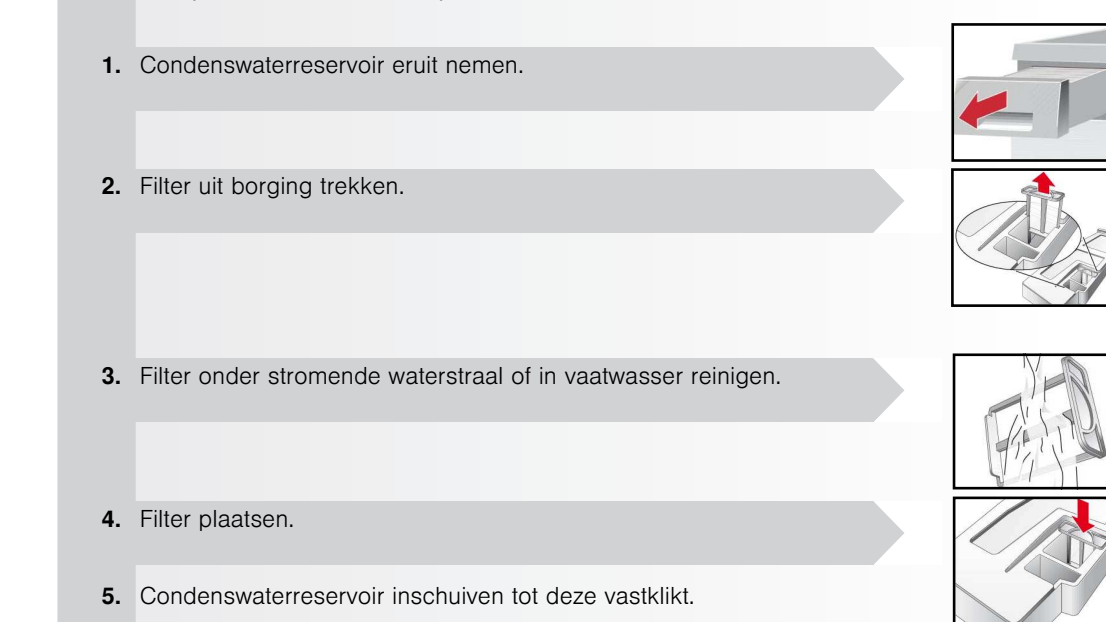 1. Condenswaterreservoir eruit nemen.
2. Filter uit borging trekken.
3. Filter onder stromende waterstraal of in vaatwasser reinigen.
4. Filter plaatsen.
5. Condenswaterreservoir inschuiven tot deze vastklikt.